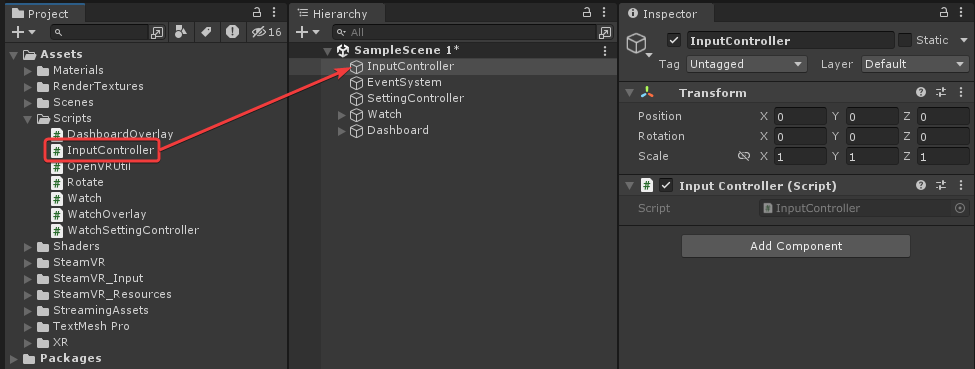 Project
16
Assets
Materials
RenderTextures
Scenes
Scripts
DashboardOverlay
InputController
OpenVRUtil
Rotate
Watch
WatchOverlay
WatchSettingController
Shaders
SteamVR
SteamVR_Input
SteamVR_Resources
StreamingAssets
TextMesh Pro
XR
Packages
Hierarchy
All
SampleScene 1*
InputController
EventSystem
SettingController
Watch
Dashboard
Inspector
InputController Static
Tag Untagged Layer Default
Transform
Position X 0 Y 0 Z 0
Rotation X 0 Y 0 Z 0
Scale X 1 Y 1 Z 1
# Input Controller (Script)
Script # InputController
Add Component